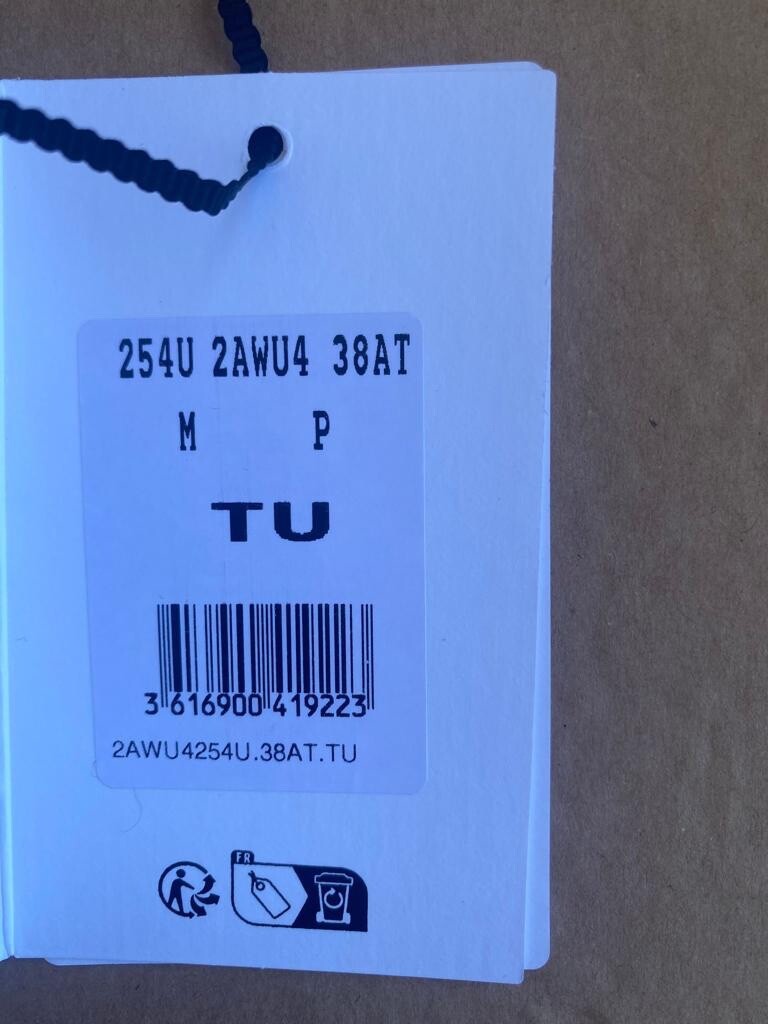 254U 2AWU4 38AT
M P
TU
3 616900 419223
2AWU4254U.38AT.TU
FR